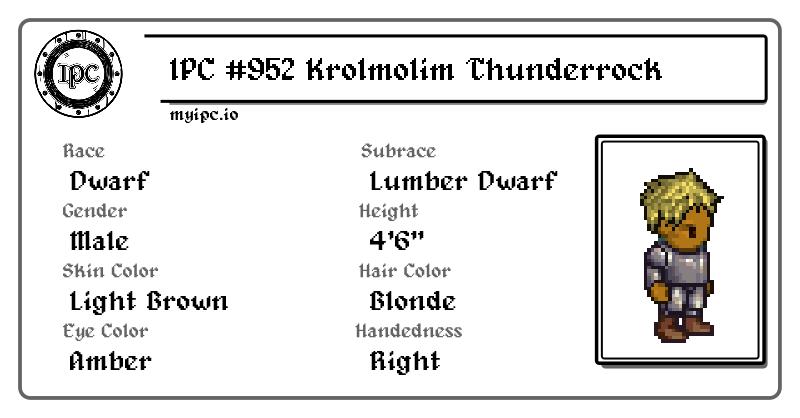 IPC
IPC #952 Krolmolim Thunderrock
myipc.io
Race
Dwarf
Subrace
Lumber Dwarf
Gender
Male
Height
4'6"
Skin Color
Light Brown
Hair Color
Blonde
Eye Color
Amber
Handedness
Right